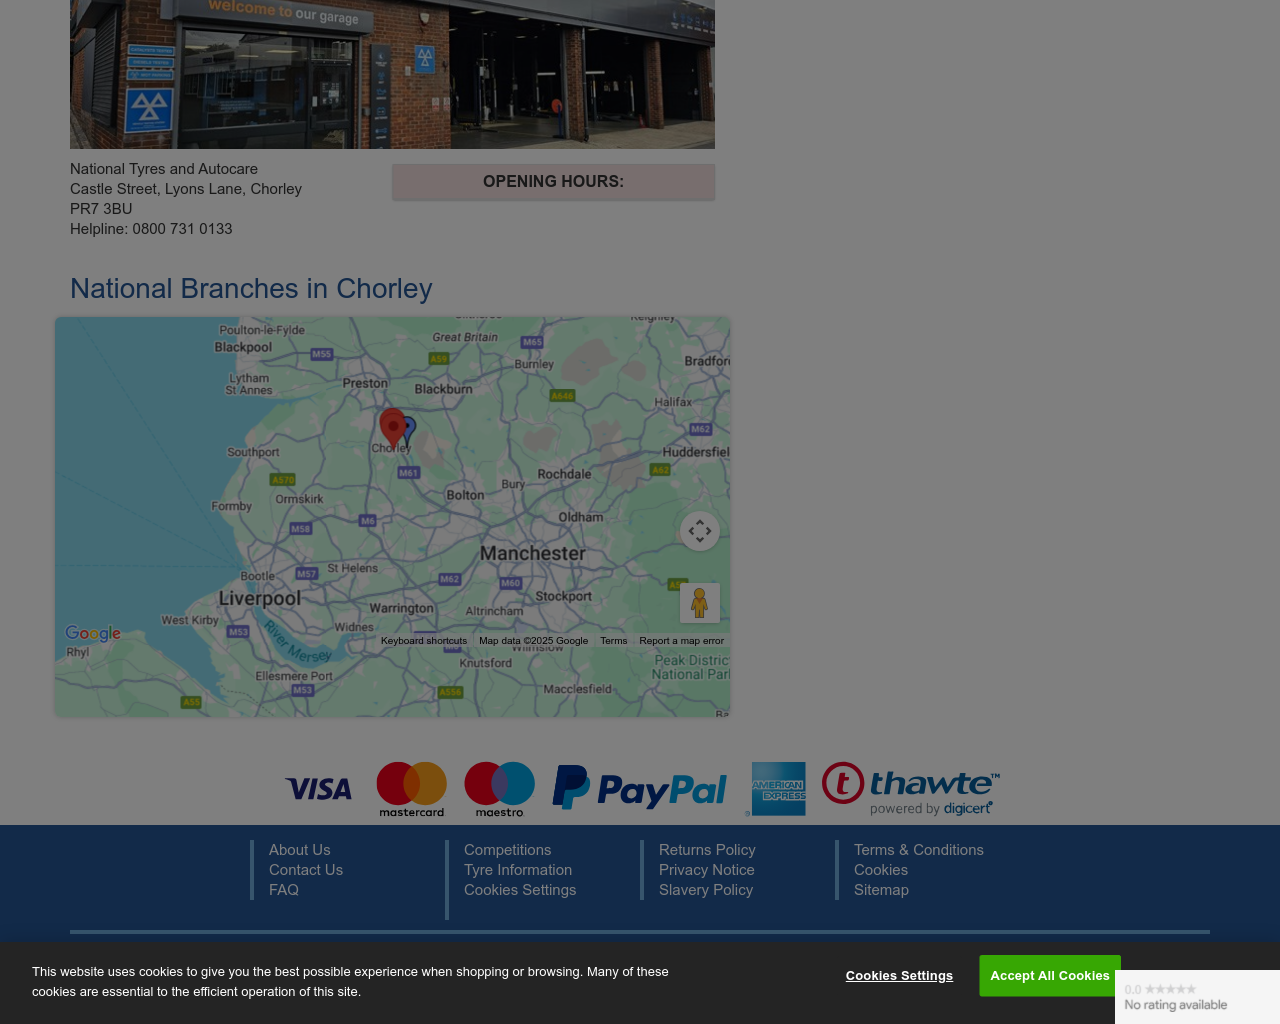 welcome to our garage
National Tyres and Autocare
Castle Street, Lyons Lane, Chorley
PR7 3BU
Helpline: 0800 731 0133
OPENING HOURS:
National Branches in Chorley
Poulton-le-Fylde
Blackpool
Great Britain
Keighley
M55
M65
A59
Burnley
Lytham
St Annes
Preston
Blackburn
A646
Halifax
M62
Chorley
Southport
M61
Huddersfield
A570
Rochdale
A62
Ormskirk
Bury
Bolton
Formby
M58
M6
Oldham
Manchester
Bootle
M57
St Helens
M62
M60
Liverpool
Warrington
Stockport
Altrincham
West Kirby
M53
Widnes
River Mersey
Google
Keyboard shortcuts
Map data ©2025 Google
Terms
Report a map error
Rhyl
Wilmslow
Knutsford
Ellesmere Port
M53
A556
Macclesfield
A55
VISA
mastercard
maestro
PayPal
AMERICAN EXPRESS
thawte™
powered by digicert
About Us
Contact Us
FAQ
Competitions
Tyre Information
Cookies Settings
Returns Policy
Privacy Notice
Slavery Policy
Terms & Conditions
Cookies
Sitemap
This website uses cookies to give you the best possible experience when shopping or browsing. Many of these
cookies are essential to the efficient operation of this site.
Cookies Settings
Accept All Cookies
0.0 ★★★★★
No rating available